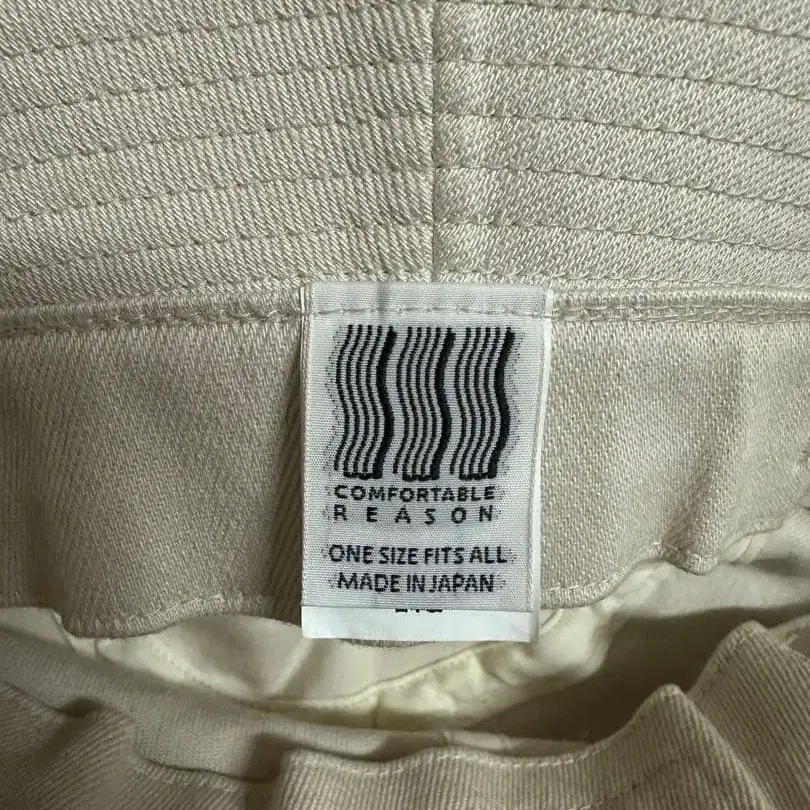 COMFORTABLE
REASON
ONE SIZE FITS ALL
MADE IN JAPAN